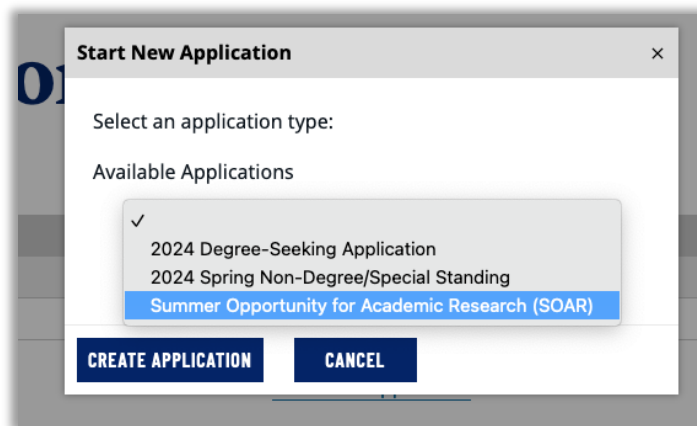 Start New Application ×
Select an application type:
Available Applications
✓
2024 Degree-Seeking Application
2024 Spring Non-Degree/Special Standing
Summer Opportunity for Academic Research (SOAR)
CREATE APPLICATION CANCEL